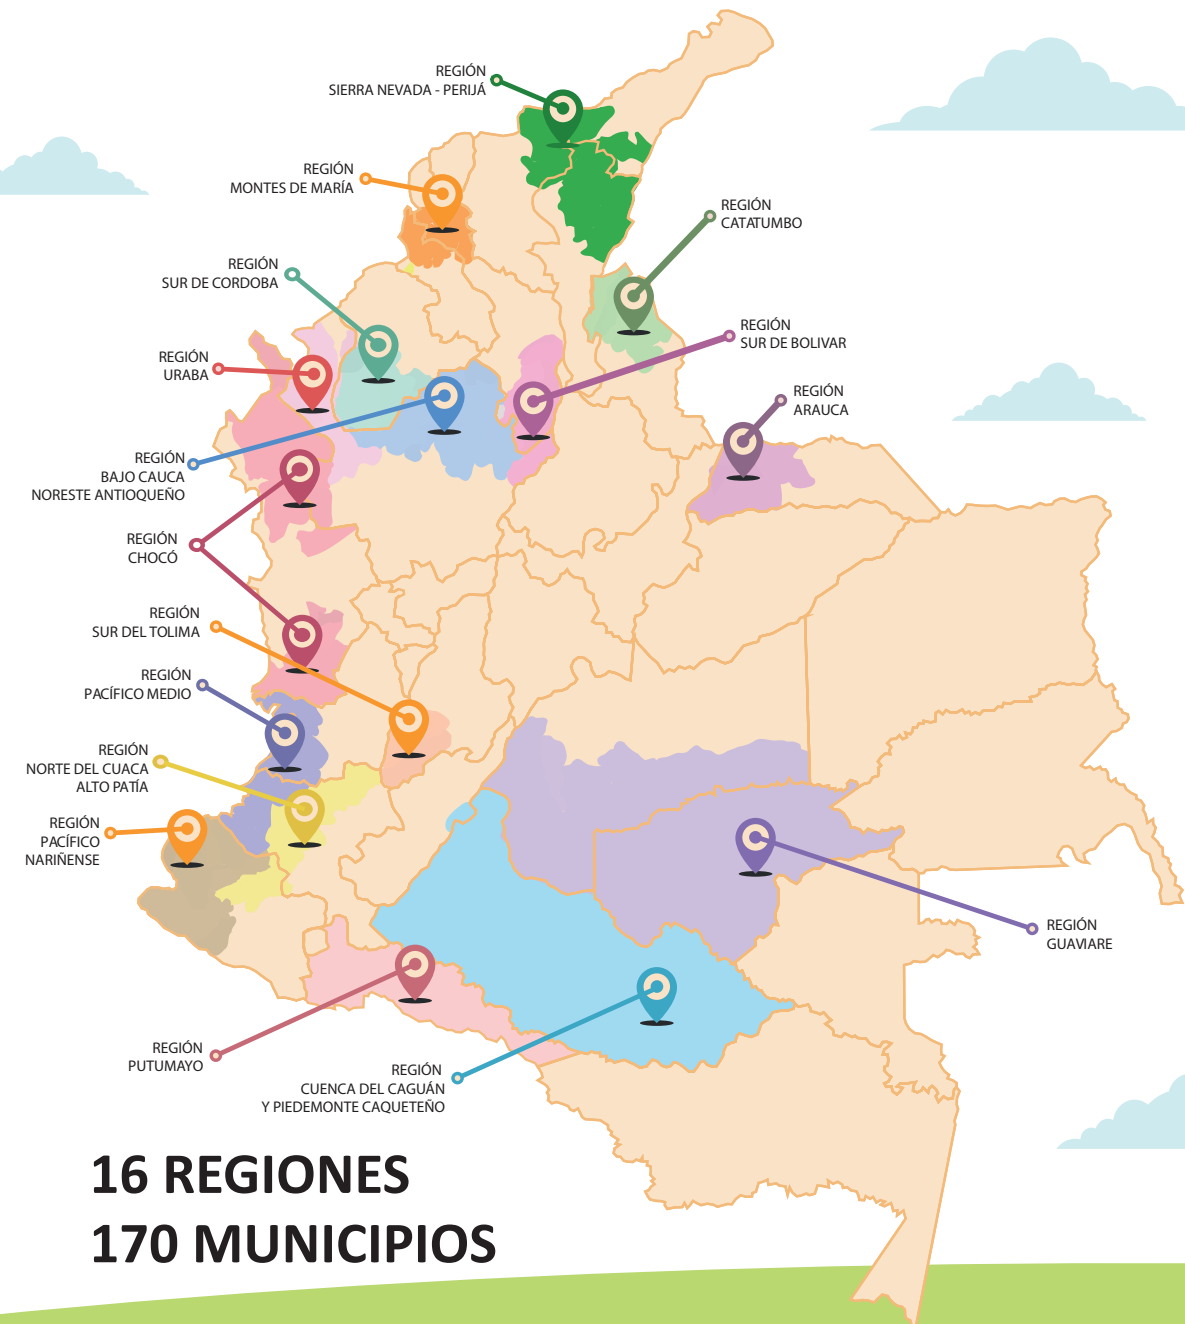 REGIÓN
SIERRA NEVADA - PERIJÁ
REGIÓN
MONTES DE MARÍA
REGIÓN
CATATUMBO
REGIÓN
SUR DE CORDOBA
REGIÓN
SUR DE BOLIVAR
REGIÓN
URABA
REGIÓN
ARAUCA
REGIÓN
BAJO CAUCA
NORESTE ANTIOQUEÑO
REGIÓN
CHOCÓ
REGIÓN
SUR DEL TOLIMA
REGIÓN
PACÍFICO MEDIO
REGIÓN
NORTE DEL CUACA
ALTO PATÍA
REGIÓN
PACÍFICO
NARIÑENSE
REGIÓN
GUAVIARE
REGIÓN
PUTUMAYO
REGIÓN
CUENCA DEL CAGUÁN
Y PIEDEMONTE CAQUETEÑO
16 REGIONES
170 MUNICIPIOS